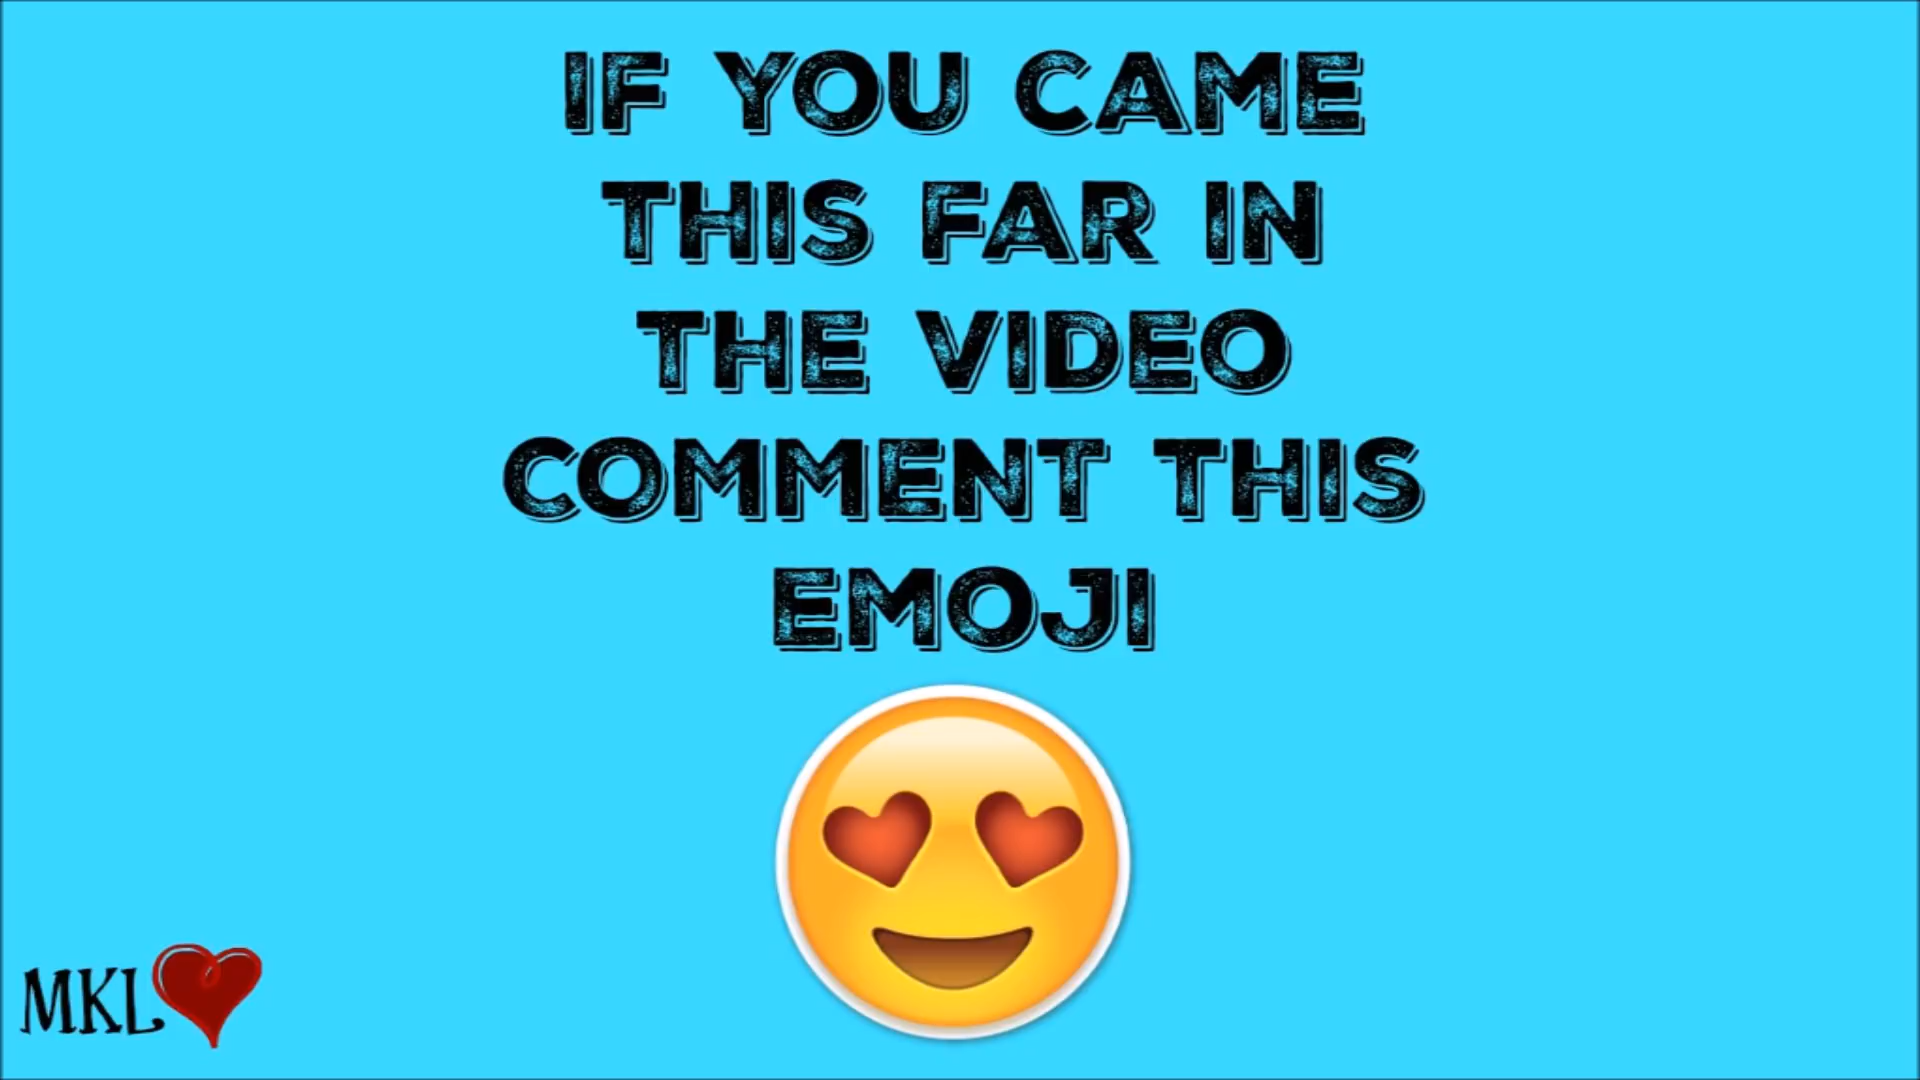 IF YOU CAME
THIS FAR IN
THE VIDEO
COMMENT THIS
EMOJI
MKL